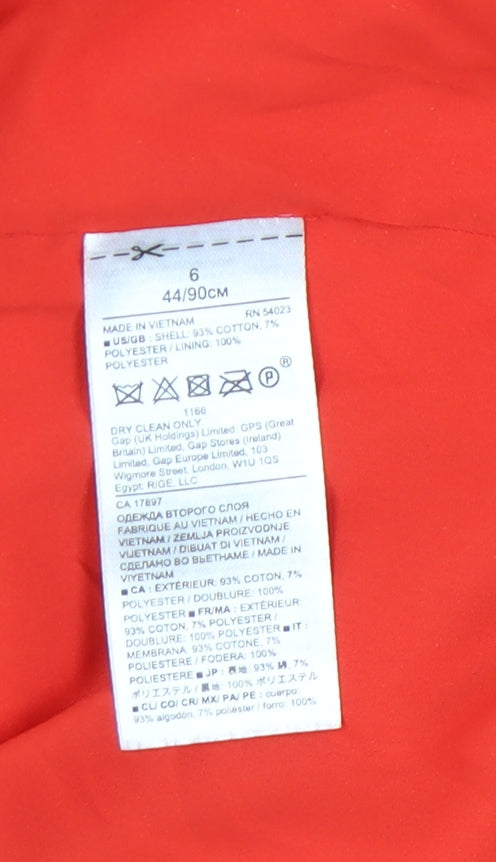 6
44/90см
MADE IN VIETNAM RN 54023
■ US/GB : SHELL: 93% COTTON, 7%
POLYESTER / LINING: 100%
POLYESTER
P ®
1166
DRY CLEAN ONLY
Gap (UK Holdings) Limited: GPS (Great
Britain) Limited, Gap Stores (Ireland)
Limited, Gap Europe Limited, 103
Wigmore Street, London, W1U 1QS
Egypt: RIGE, LLC
CA 17897
ОДЕЖДА ВТОРОГО СЛОЯ
FABRIQUE AU VIETNAM / HECHO EN
VIETNAM / ZEMLJA PROIZVODNJE
VIJETNAM / DIBUAT DI VIETNAM /
СДЕЛАНО ВО ВЬЕТНАМЕ / MADE IN
VIYETNAM
■ CA : EXTÉRIEUR: 93% COTON, 7%
POLYESTER / DOUBLURE: 100%
POLYESTER ■ FR/MA : EXTÉRIEUR:
93% COTON, 7% POLYESTER /
DOUBLURE: 100% POLYESTER ■ IT :
MEMBRANA: 93% COTONE, 7%
POLIESTERE / FODERA: 100%
POLIESTERE ■ JP : 表地: 93% 綿, 7%
ポリエステル / 裏地: 100% ポリエステル
■ CL/ CO/ CR/ MX/ PA/ PE : cuerpo:
93% algodón, 7% poliéster / forro: 100%